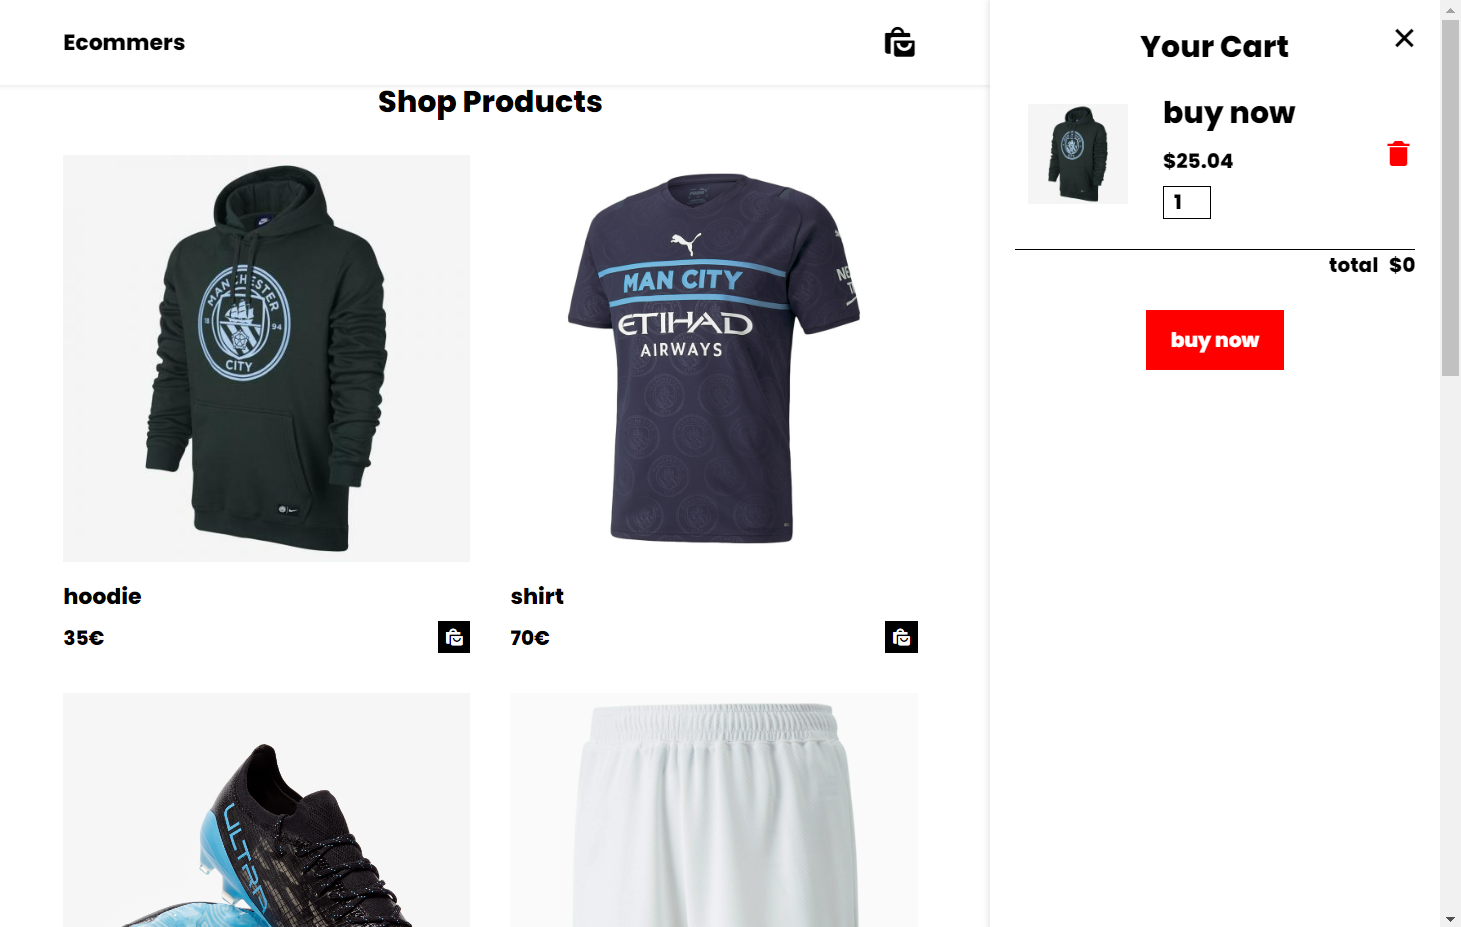 Ecommers
Shop Products
MANCHESTER
18 94
CITY
MAN CITY
ETIHAD
AIRWAYS
hoodie
35€
shirt
70€
ULTRA
Your Cart
buy now
$25.04
1
total $0
buy now